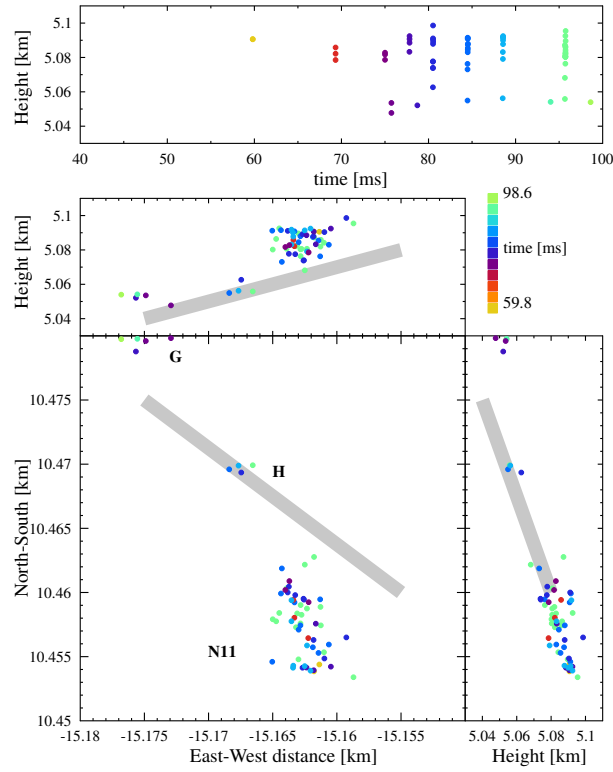 5.1
5.08
5.06
5.04
Height [km]
40 50 60 70 80 90 100
time [ms]
5.1
5.08
5.06
5.04
Height [km]
98.6
time [ms]
59.8
G
H
N11
10.475
10.47
10.465
10.46
10.455
10.45
North-South [km]
-15.18 -15.175 -15.17 -15.165 -15.16 -15.155
East-West distance [km]
5.04 5.06 5.08 5.1
Height [km]